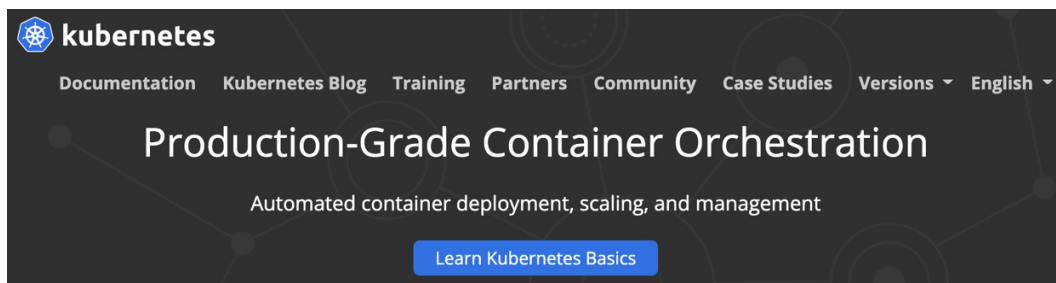 kubernetes
Documentation Kubernetes Blog Training Partners Community Case Studies Versions English
Production-Grade Container Orchestration
Automated container deployment, scaling, and management
Learn Kubernetes Basics